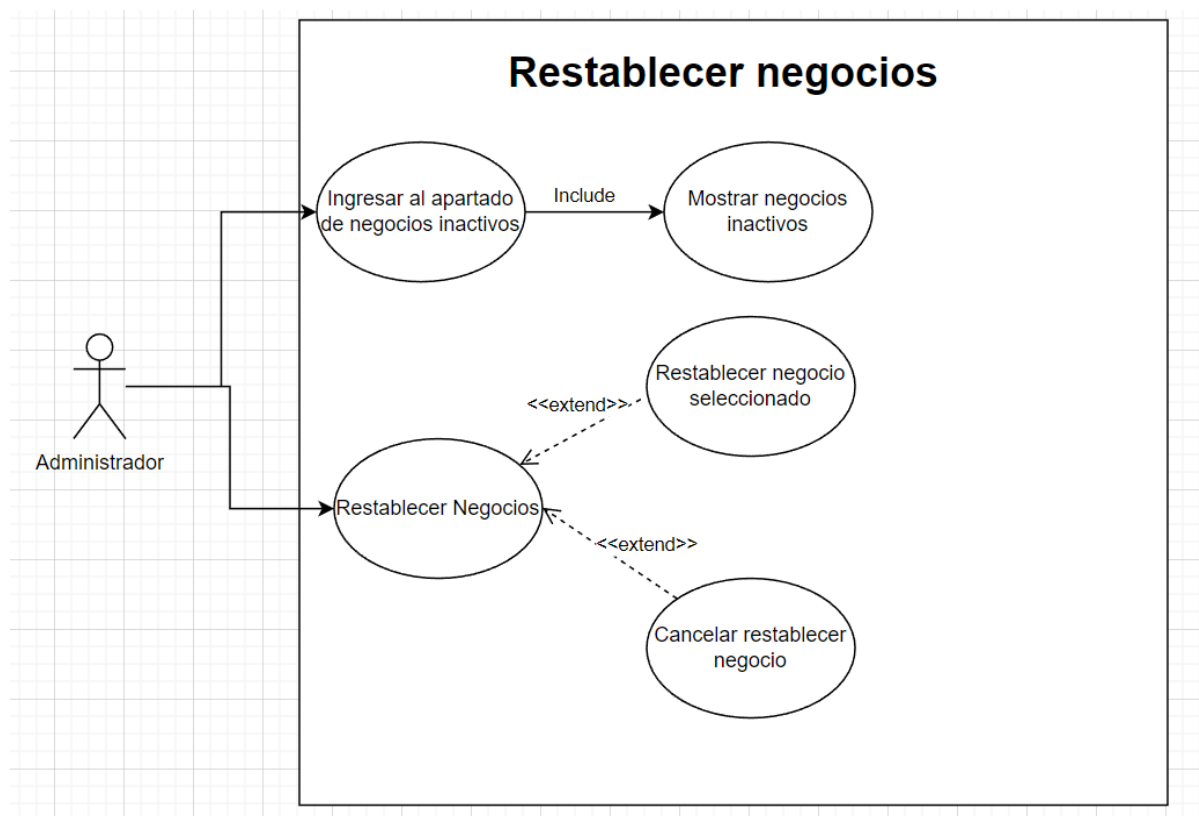 Restablecer negocios
Ingresar al apartado
de negocios inactivos
Include
Mostrar negocios
inactivos
Restablecer negocio
seleccionado
<<extend>>
Administrador
Restablecer Negocios
<<extend>>
Cancelar restablecer
negocio